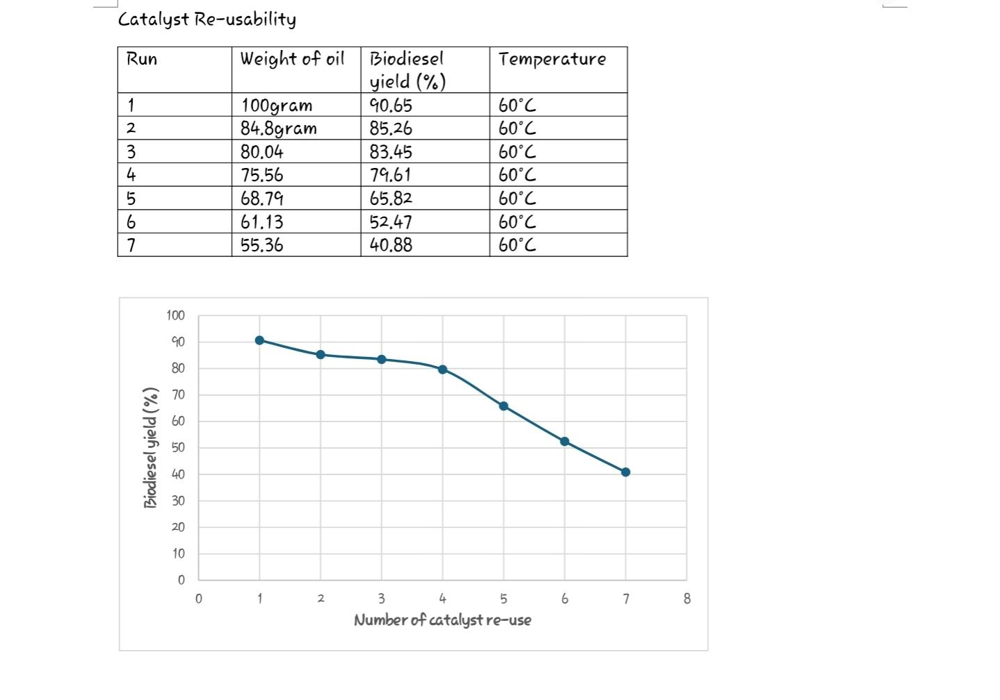 Catalyst Re-usability
Run Weight of oil Biodiesel yield (%) Temperature
1 100gram 90.65 60°C
2 84.8gram 85.26 60°C
3 80.04 83.45 60°C
4 75.56 79.61 60°C
5 68.79 65.82 60°C
6 61.13 52.47 60°C
7 55.36 40.88 60°C
100
90
80
70
60
50
40
30
20
10
0
Biodiesel yield (%)
0 1 2 3 4 5 6 7 8
Number of catalyst re-use